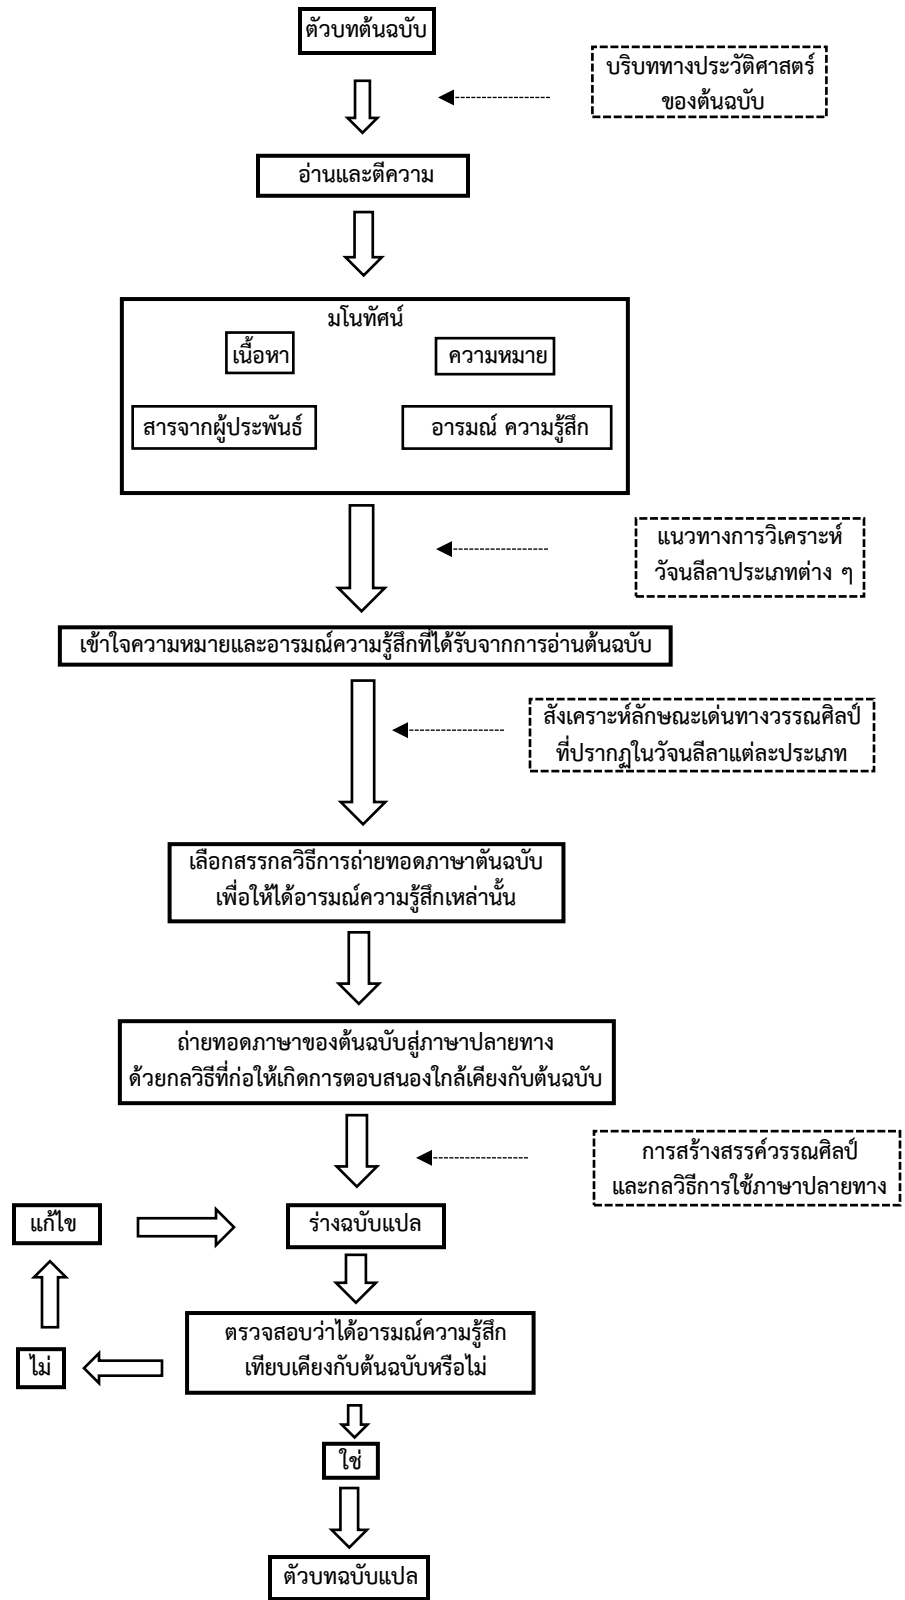 ตัวบทต้นฉบับ
บริบททางประวัติศาสตร์
ของต้นฉบับ
อ่านและตีความ
มโนทัศน์
เนื้อหา
ความหมาย
สารจากผู้ประพันธ์
อารมณ์ ความรู้สึก
แนวทางการวิเคราะห์
วัจนลีลาประเภทต่าง ๆ
เข้าใจความหมายและอารมณ์ความรู้สึกที่ได้รับจากการอ่านต้นฉบับ
สังเคราะห์ลักษณะเด่นทางวรรณศิลป์
ที่ปรากฏในวัจนลีลาแต่ละประเภท
เลือกสรรกลวิธีการถ่ายทอดภาษาตันฉบับ
เพื่อให้ได้อารมณ์ความรู้สึกเหล่านั้น
ถ่ายทอดภาษาของต้นฉบับสู่ภาษาปลายทาง
ด้วยกลวิธีที่ก่อให้เกิดการตอบสนองใกล้เคียงกับต้นฉบับ
การสร้างสรรค์วรรณศิลป์
และกลวิธีการใช้ภาษาปลายทาง
แก้ไข
ร่างฉบับแปล
ตรวจสอบว่าได้อารมณ์ความรู้สึก
เทียบเคียงกับต้นฉบับหรือไม่
ไม่
ใช่
ตัวบทฉบับแปล